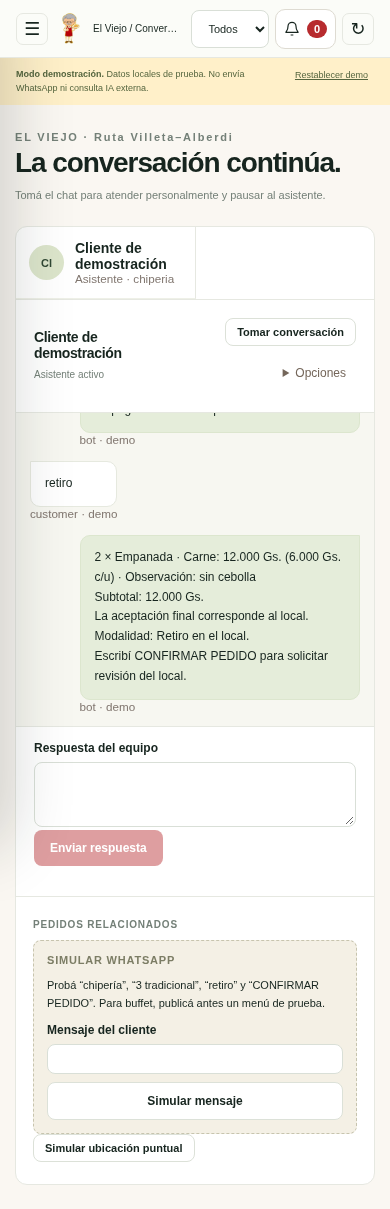 ☰
El Viejo / Conver…
Todos
0
↻
Modo demostración. Datos locales de prueba. No envía
WhatsApp ni consulta IA externa.
Restablecer demo
EL VIEJO · Ruta Villeta–Alberdi
La conversación continúa.
Tomá el chat para atender personalmente y pausar al asistente.
CI
Cliente de
demostración
Asistente · chiperia
Cliente de
demostración
Asistente activo
Tomar conversación
▶ Opciones
bot · demo
retiro
customer · demo
2 × Empanada · Carne: 12.000 Gs. (6.000 Gs.
c/u) · Observación: sin cebolla
Subtotal: 12.000 Gs.
La aceptación final corresponde al local.
Modalidad: Retiro en el local.
Escribí CONFIRMAR PEDIDO para solicitar
revisión del local.
bot · demo
Respuesta del equipo
Enviar respuesta
PEDIDOS RELACIONADOS
SIMULAR WHATSAPP
Probá “chipería”, “3 tradicional”, “retiro” y “CONFIRMAR
PEDIDO”. Para buffet, publicá antes un menú de prueba.
Mensaje del cliente
Simular mensaje
Simular ubicación puntual